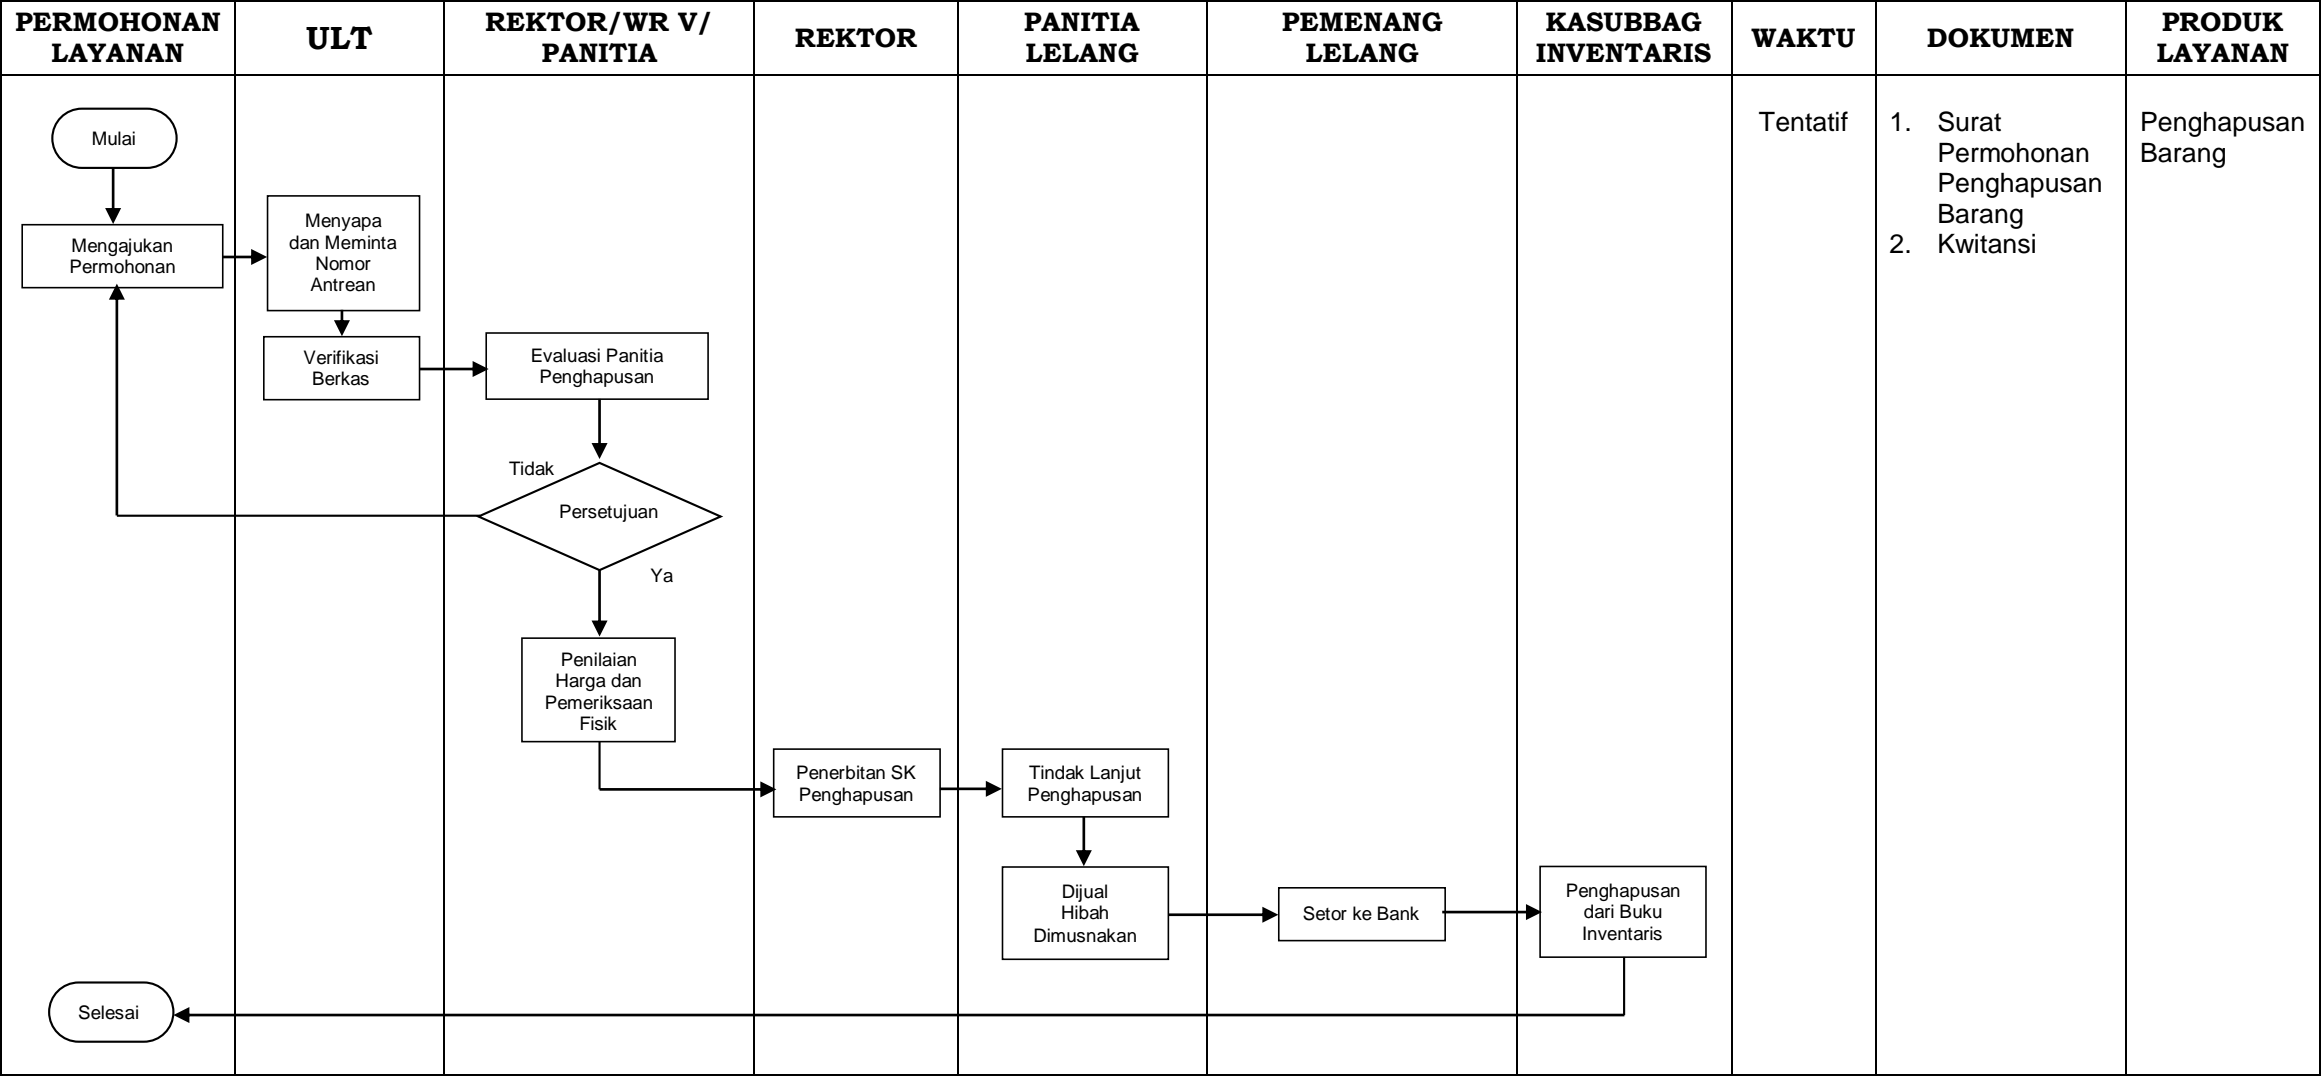 PERMOHONAN
LAYANAN
ULT
REKTOR/WR V/
PANITIA
REKTOR
PANITIA
LELANG
PEMENANG
LELANG
KASUBBAG
INVENTARIS
WAKTU
DOKUMEN
PRODUK
LAYANAN
Mulai
Mengajukan
Permohonan
Menyapa
dan Meminta
Nomor
Antrean
Verifikasi
Berkas
Evaluasi Panitia
Penghapusan
Tidak
Persetujuan
Ya
Penilaian
Harga dan
Pemeriksaan
Fisik
Penerbitan SK
Penghapusan
Tindak Lanjut
Penghapusan
Dijual
Hibah
Dimusnakan
Setor ke Bank
Penghapusan
dari Buku
Inventaris
Selesai
Tentatif
1. Surat
Permohonan
Penghapusan
Barang
2. Kwitansi
Penghapusan
Barang